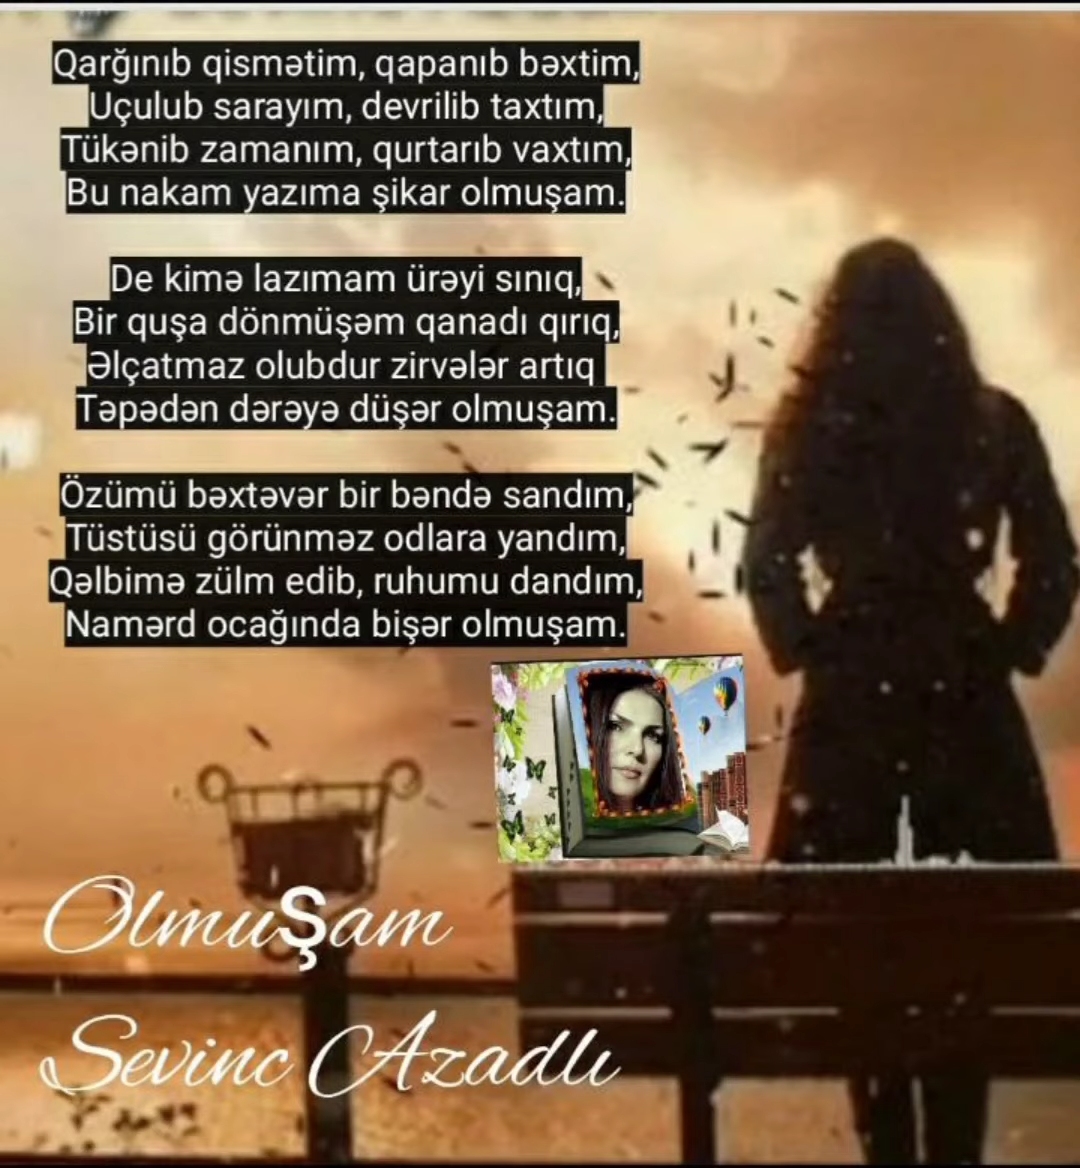 Qarğınıb qismətim, qapanıb bəxtim,
Uçulub sarayım, devrilib taxtım,
Tükənib zamanım, qurtarıb vaxtım,
Bu nakam yazıma şikar olmuşam.
De kimə lazımam ürəyi sınıq,
Bir quşa dönmüşəm qanadı qırıq,
Əlçatmaz olubdur zirvələr artıq
Təpədən dərəyə düşər olmuşam.
Özümü bəxtəvər bir bəndə sandım,
Tüstüsü görünməz odlara yandım,
Qəlbimə zülm edib, ruhumu dandım,
Namərd ocağında bişər olmuşam.
OlmuŞam
Sevinc Azadlı